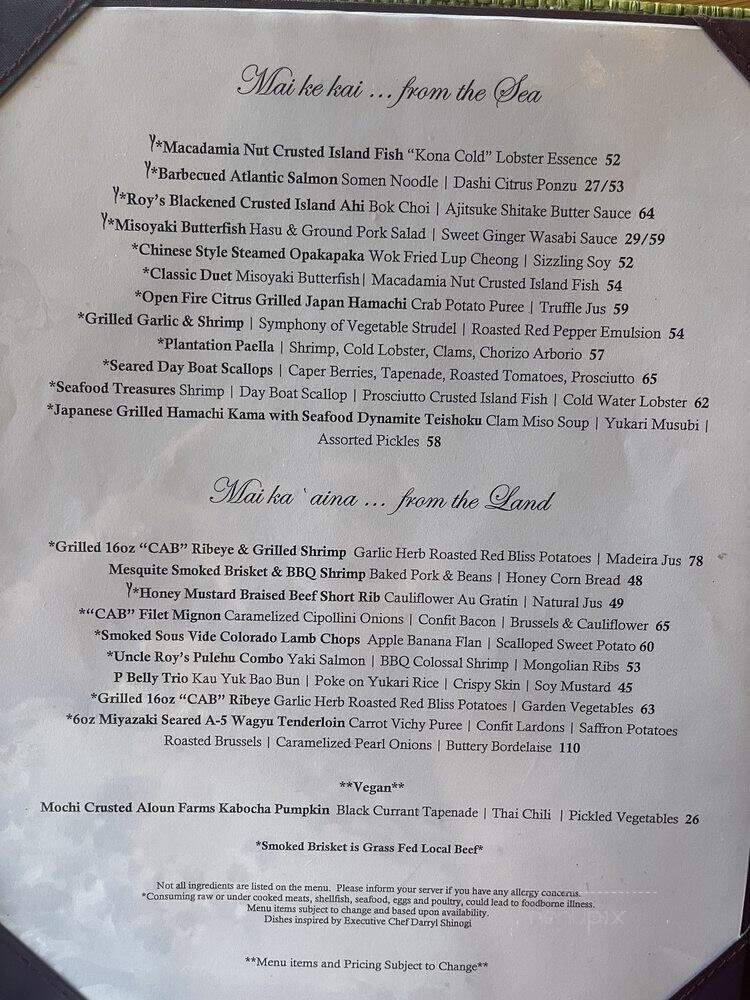 Mai ke kai ... from the Sea
*Macadamia Nut Crusted Island Fish “Kona Cold” Lobster Essence 52
*Barbecued Atlantic Salmon Somen Noodle | Dashi Citrus Ponzu 27/53
*Roy's Blackened Crusted Island Ahi Bok Choi | Ajitsuke Shitake Butter Sauce 64
*Misoyaki Butterfish Hasu & Ground Pork Salad | Sweet Ginger Wasabi Sauce 29/59
*Chinese Style Steamed Opakapaka Wok Fried Lup Cheong | Sizzling Soy 52
*Classic Duet Misoyaki Butterfish| Macadamia Nut Crusted Island Fish 54
*Open Fire Citrus Grilled Japan Hamachi Crab Potato Puree | Truffle Jus 59
*Grilled Garlic & Shrimp | Symphony of Vegetable Strudel | Roasted Red Pepper Emulsion 54
*Plantation Paella | Shrimp, Cold Lobster, Clams, Chorizo Arborio 57
*Seared Day Boat Scallops | Caper Berries, Tapenade, Roasted Tomatoes, Prosciutto 65
*Seafood Treasures Shrimp | Day Boat Scallop | Prosciutto Crusted Island Fish | Cold Water Lobster 62
*Japanese Grilled Hamachi Kama with Seafood Dynamite Teishoku Clam Miso Soup | Yukari Musubi |
Assorted Pickles 58
Mai ka `aina ... from the Land
*Grilled 16oz “CAB” Ribeye & Grilled Shrimp Garlic Herb Roasted Red Bliss Potatoes | Madeira Jus 78
Mesquite Smoked Brisket & BBQ Shrimp Baked Pork & Beans | Honey Corn Bread 48
*Honey Mustard Braised Beef Short Rib Cauliflower Au Gratin | Natural Jus 49
*“CAB” Filet Mignon Caramelized Cipollini Onions | Confit Bacon | Brussels & Cauliflower 65
*Smoked Sous Vide Colorado Lamb Chops Apple Banana Flan | Scalloped Sweet Potato 60
*Uncle Roy's Pulehu Combo Yaki Salmon | BBQ Colossal Shrimp | Mongolian Ribs 53
P Belly Trio Kau Yuk Bao Bun | Poke on Yukari Rice | Crispy Skin | Soy Mustard 45
*Grilled 16oz “CAB” Ribeye Garlic Herb Roasted Red Bliss Potatoes | Garden Vegetables 63
*6oz Miyazaki Seared A-5 Wagyu Tenderloin Carrot Vichy Puree | Confit Lardons | Saffron Potatoes
Roasted Brussels | Caramelized Pearl Onions | Buttery Bordelaise 110
**Vegan**
Mochi Crusted Aloun Farms Kabocha Pumpkin Black Currant Tapenade | Thai Chili | Pickled Vegetables 26
*Smoked Brisket is Grass Fed Local Beef*
Not all ingredients are listed on the menu. Please inform your server if you have any allergy concerns.
*Consuming raw or under cooked meats, shellfish, seafood, eggs and poultry, could lead to foodborne illness.
Menu items subject to change and based upon availability.
Dishes inspired by Executive Chef Darryl Shinogi
**Menu items and Pricing Subject to Change**